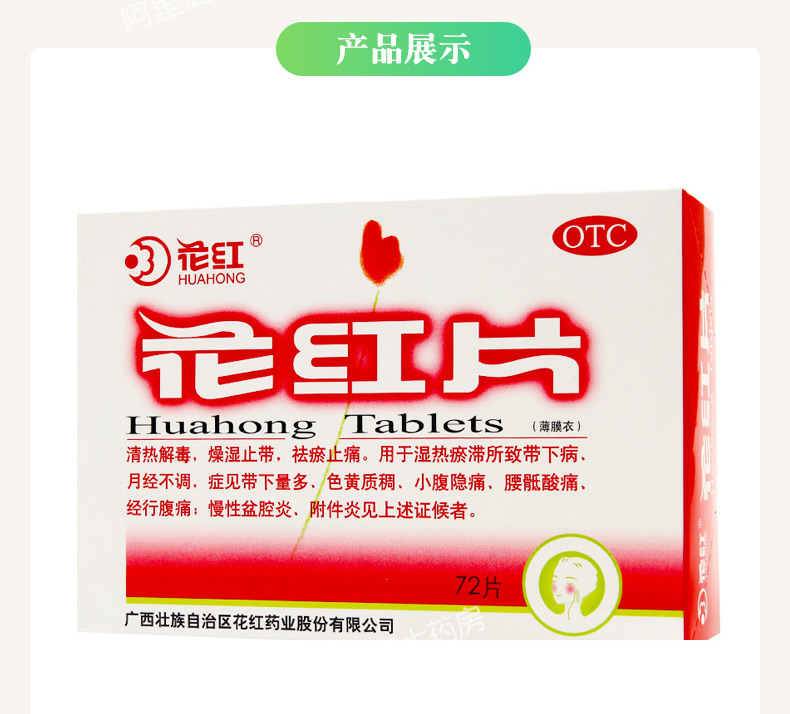 产品展示
花红®
HUAHONG
OTC
花红片
Huahong Tablets (薄膜衣)
清热解毒，燥湿止带，祛瘀止痛。用于湿热瘀滞所致带下病、
月经不调，症见带下量多、色黄质稠、小腹隐痛、腰骶酸痛、
经行腹痛；慢性盆腔炎、附件炎见上述证候者。
72片
广西壮族自治区花红药业股份有限公司
花红片
花红®